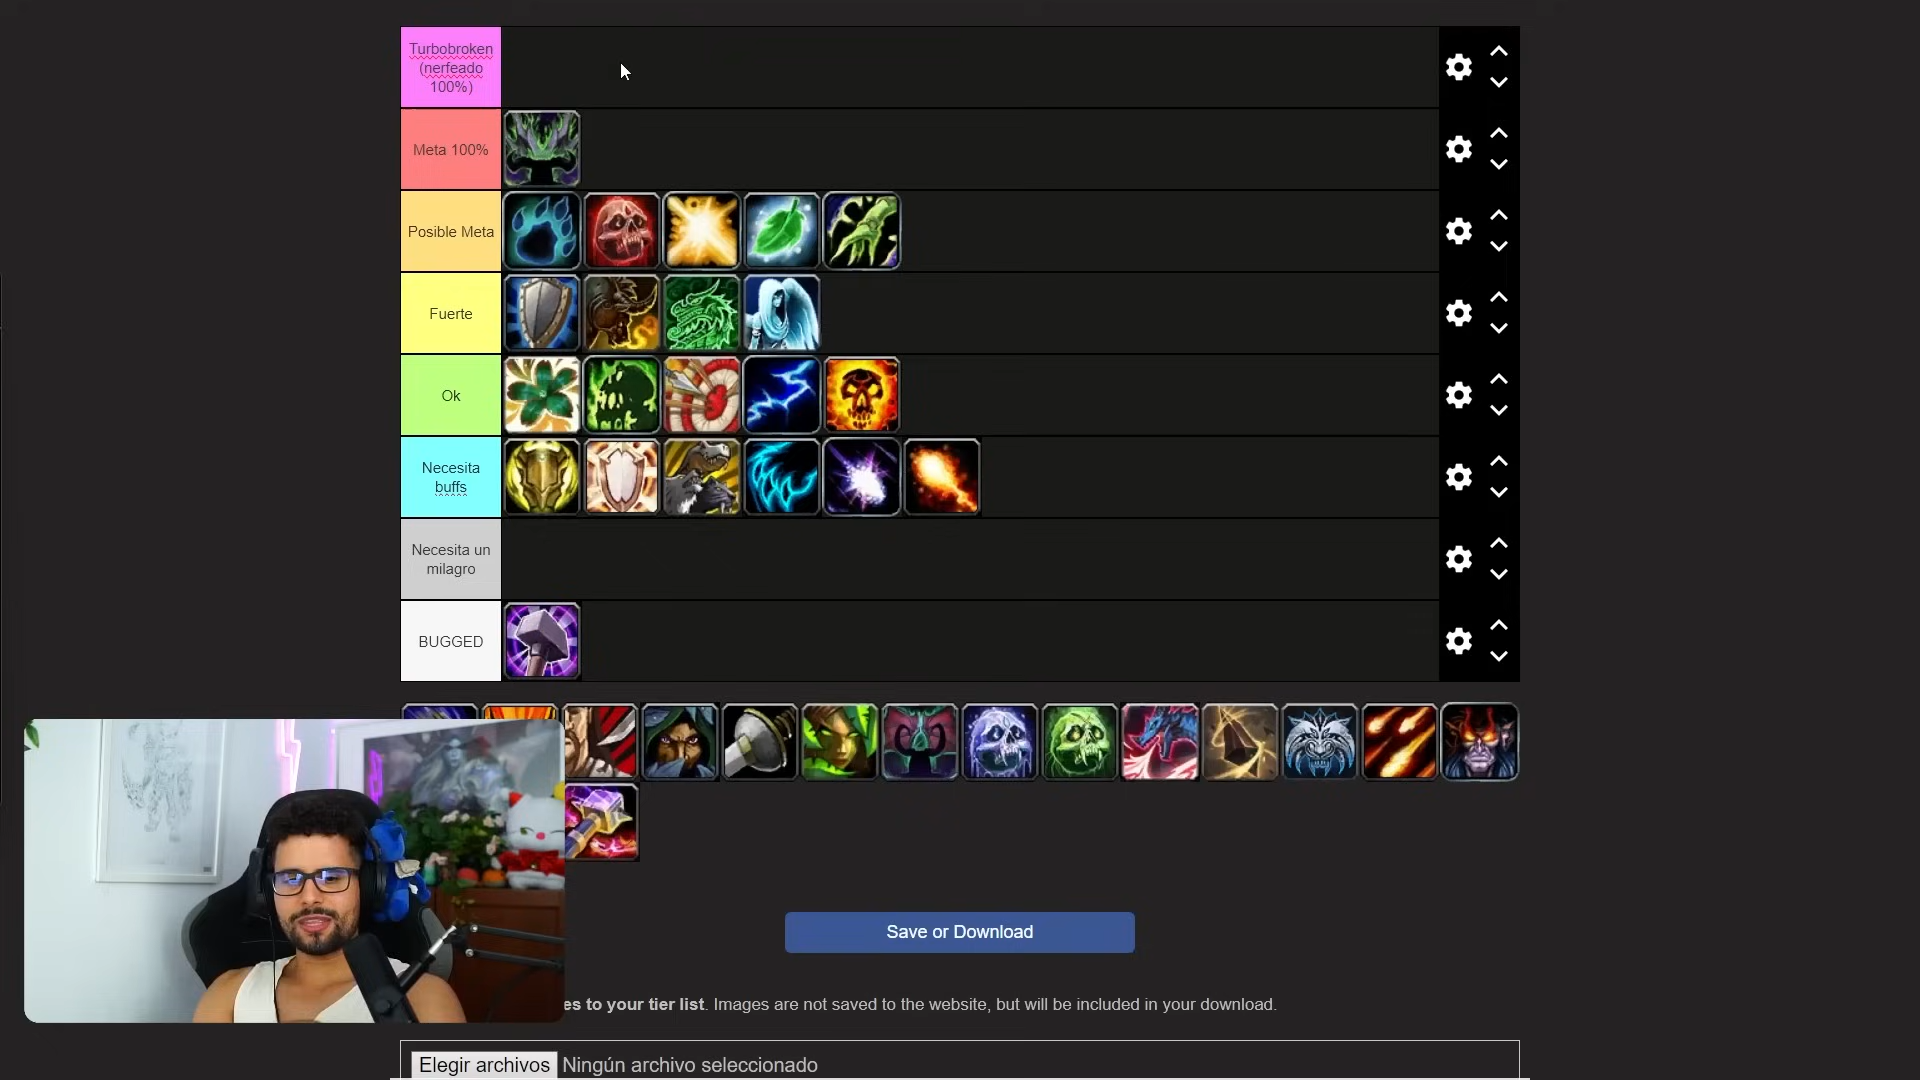 Turbobroken
(nerfeado
100%)
Meta 100%
Posible Meta
Fuerte
Ok
Necesita
buffs
Necesita un
milagro
BUGGED
Save or Download
es to your tier list. Images are not saved to the website, but will be included in your download.
Elegir archivos Ningún archivo seleccionado